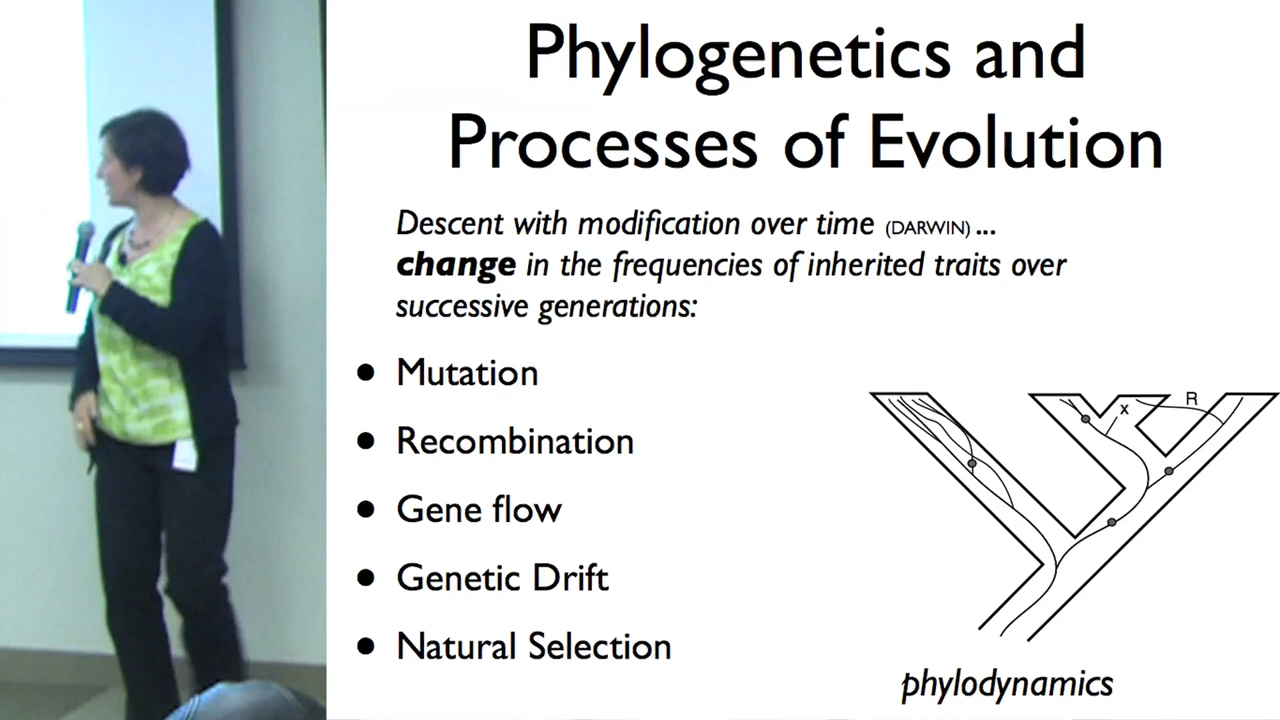 Phylogenetics and
Processes of Evolution
Descent with modification over time (DARWIN) ...
change in the frequencies of inherited traits over
successive generations:
• Mutation
• Recombination
• Gene flow
• Genetic Drift
• Natural Selection
x
R
phylodynamics